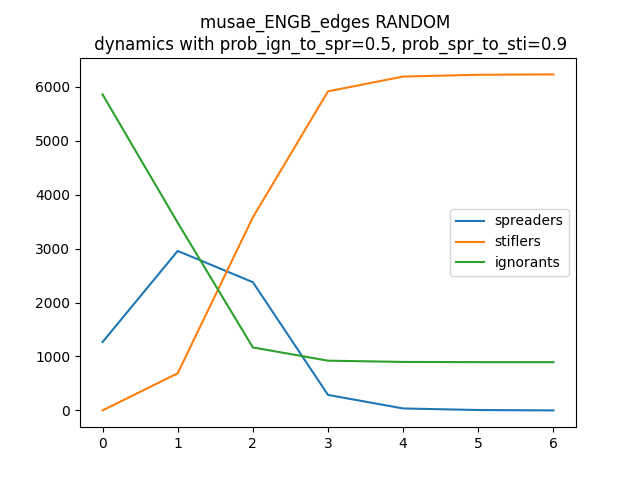 musae_ENGB_edges RANDOM
dynamics with prob_ign_to_spr=0.5, prob_spr_to_sti=0.9
6000
5000
4000
3000
2000
1000
0
spreaders
stiflers
ignorants
0 1 2 3 4 5 6